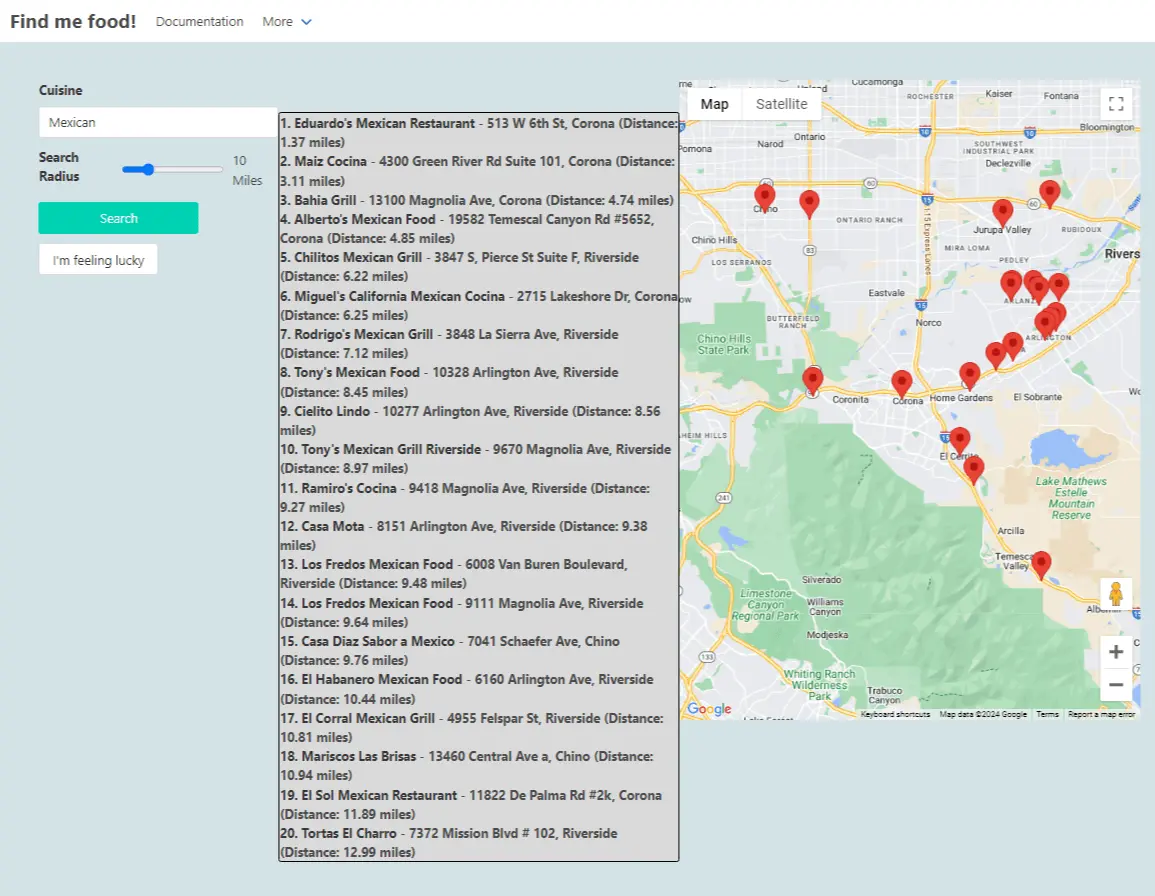 Find me food! Documentation More
Cuisine
Mexican
Search
Radius
10
Miles
Search
I'm feeling lucky
1. Eduardo's Mexican Restaurant - 513 W 6th St, Corona (Distance:
1.37 miles)
2. Maiz Cocina - 4300 Green River Rd Suite 101, Corona (Distance:
3.11 miles)
3. Bahia Grill - 13100 Magnolia Ave, Corona (Distance: 4.74 miles)
4. Alberto's Mexican Food - 19582 Temescal Canyon Rd #5652,
Corona (Distance: 4.85 miles)
5. Chilitos Mexican Grill - 3847 S, Pierce St Suite F, Riverside
(Distance: 6.22 miles)
6. Miguel's California Mexican Cocina - 2715 Lakeshore Dr, Corona
(Distance: 6.25 miles)
7. Rodrigo's Mexican Grill - 3848 La Sierra Ave, Riverside
(Distance: 7.12 miles)
8. Tony's Mexican Food - 10328 Arlington Ave, Riverside
(Distance: 8.45 miles)
9. Cielito Lindo - 10277 Arlington Ave, Riverside (Distance: 8.56
miles)
10. Tony's Mexican Grill Riverside - 9670 Magnolia Ave, Riverside
(Distance: 8.97 miles)
11. Ramiro's Cocina - 9418 Magnolia Ave, Riverside (Distance:
9.27 miles)
12. Casa Mota - 8151 Arlington Ave, Riverside (Distance: 9.38
miles)
13. Los Fredos Mexican Food - 6008 Van Buren Boulevard,
Riverside (Distance: 9.48 miles)
14. Los Fredos Mexican Food - 9111 Magnolia Ave, Riverside
(Distance: 9.64 miles)
15. Casa Diaz Sabor a Mexico - 7041 Schaefer Ave, Chino
(Distance: 9.76 miles)
16. El Habanero Mexican Food - 6160 Arlington Ave, Riverside
(Distance: 10.44 miles)
17. El Corral Mexican Grill - 4955 Felspar St, Riverside (Distance:
10.81 miles)
18. Mariscos Las Brisas - 13460 Central Ave a, Chino (Distance:
10.94 miles)
19. El Sol Mexican Restaurant - 11822 De Palma Rd #2k, Corona
(Distance: 11.89 miles)
20. Tortas El Charro - 7372 Mission Blvd # 102, Riverside
(Distance: 12.99 miles)
Map Satellite
Cucamonga
ROCHESTER
Kaiser
Fontana
Bloomington
Pomona
Narod
Ontario
10
10
SOUTHWEST
INDUSTRIAL PARK
Declezville
60
60
60
15
I-15 Express Lanes
Chino
ONTARIO RANCH
Jurupa Valley
RUBIDOUX
83
Chino Hills
LOS SERRANOS
MIRA LOMA
PEDLEY
Rivers
Eastvale
15
Norco
BUTTERFIELD
RANCH
Chino Hills
State Park
Coronita
Corona
Home Gardens
El Sobrante
15
El Cerrito
241
Lake Mathews
Estelle
Mountain
Reserve
Arcilla
Temesca
Valley
Silverado
Limestone
Canyon
Regional Park
Williams
Canyon
Modjeska
133
Whiting Ranch
Wilderness
Park
Trabuco
Canyon
Google
Keyboard shortcuts Map data ©2024 Google Terms Report a map error